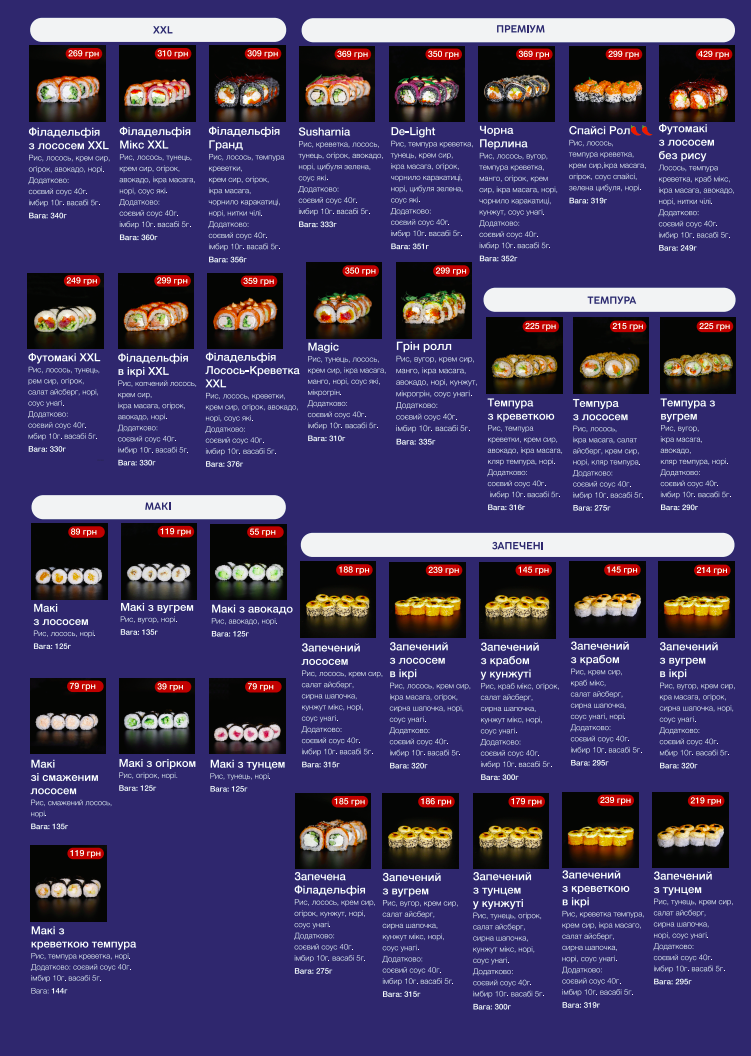 XXL
269 грн
Філадельфія
з лососем XXL
Рис, лосось, крем сир,
огірок, авокадо, норі.
Додатково:
соєвий соус 40г.
імбир 10г. васабі 5г.
Вага: 340г
310 грн
Філадельфія
Мікс XXL
Рис, лосось, тунець,
крем сир, огірок,
авокадо, ікра масага,
норі, соус які.
Додатково:
соєвий соус 40г.
імбир 10г. васабі 5г.
Вага: 360г
309 грн
Філадельфія
Гранд
Рис, лосось, темпура
креветки,
крем сир, огірок,
ікра масага,
чорнило каракатиці,
норі, нитки чілі.
Додатково:
соєвий соус 40г.
імбир 10г. васабі 5г.
Вага: 356г
249 грн
Футомакі XXL
Рис, лосось, тунець,
рем сир, огірок,
салат айсберг, норі,
соус унагі.
Додатково:
соєвий соус 40г.
мбир 10г. васабі 5г.
Вага: 330г
299 грн
Філадельфія
в ікрі XXL
Рис, копчений лосось,
крем сир,
ікра масага, огірок,
авокадо, норі.
Додатково:
соєвий соус 40г.
імбир 10г. васабі 5г.
Вага: 330г
359 грн
Філадельфія
Лосось-Креветка
XXL
Рис, лосось, креветки,
крем сир, огірок, авокадо,
норі, соус які
Додатково:
соєвий соус 40г.
імбир 10г. васабі 5г.
Вага: 376г
ПРЕМІУМ
369 грн
Susharnia
Рис, креветка, лосось,
тунець, огірок, авокадо,
норі, цибуля зелена,
соус які.
Додатково:
соєвий соус 40г.
імбир 10г. васабі 5г.
Вага: 333г
350 грн
De-Light
Рис, темпура креветка,
тунець, крем сир,
ікра масага, огірок,
чорнило каракатиці,
норі, цибуля зелена,
Додатково:
соєвий соус 40г.
імбир 10г. васабі 5г.
Вага: 351г
369 грн
Чорна
Перлина
Рис, лосось, вугор,
темпура креветка,
манго, огірок, крем
сир, ікра масага, норі,
чорнило каракатиці,
кунжут, соус унагі.
Додатково:
соєвий соус 40г.
імбир 10г. васабі 5г.
Вага: 352г
299 грн
Спайсі Рол
Рис, лосось,
темпура креветка,
крем сир,ікра масага,
огірок, соус спайсі,
зелена цибуля, норі.
Вага: 319г
429 грн
Футомакі
з лососем
без рису
Лосось, темпура
креветка, краб мікс,
ікра масага, авокадо,
норі, нитки чилі.
Додатково:
соєвий соус 40г.
імбир 10г. васабі 5г.
Вага: 249г
350 грн
Magic
Рис, тунець, лосось,
крем сир, ікра масага,
манго, норі, соус які,
мікрогрін.
Додатково:
соєвий соус 40г.
імбир 10г. васабі 5г.
Вага: 310г
299 грн
Грін ролл
Рис, вугор, крем сир,
манго, ікра масага,
авокадо, норі, кунжут,
мікрогрін, соус унагі.
Додатково:
соєвий соус 40г.
імбир 10г. васабі 5г.
Вага: 335г
ТЕМПУРА
225 грн
Темпура
з креветкою
Рис, темпура
креветки, крем сир,
авокадо, ікра масага,
кляр темпура, норі.
Додатково:
соєвий соус 40г.
імбир 10г. васабі 5г.
Вага: 316г
215 грн
Темпура
з лососем
Рис, лосось,
ікра масага, салат
айсберг, крем сир,
норі, кляр темпура,
Додатково:
соєвий соус 40г.
імбир 10г. васабі 5г.
Вага: 275г
225 грн
Темпура з
вугрем
Рис, вугор,
ікра масага,
авокадо,
кляр темпура, норі.
Додатково:
соєвий соус 40г.
імбир 10г. васабі 5г.
Вага: 290г
МАКІ
89 грн
Макі
з лососем
Рис, лосось, норі.
Вага: 125г
119 грн
Макі з вугрем
Рис, вугор, норі.
Вага: 135г
55 грн
Макі з авокадо
Рис, авокадо, норі.
Вага: 125г
79 грн
Макі
зі смаженим
лососем
Рис, смажений лосось,
норі.
Вага: 135г
39 грн
Макі з огірком
Рис, огірок, норі.
Вага: 125г
79 грн
Макі з тунцем
Рис, тунець, норі.
Вага: 125г
119 грн
Макі з
креветкою темпура
Рис, темпура креветка, норі.
Додатково: соєвий соус 40г.
імбир 10г. васабі 5г.
Вага: 144г
ЗАПЕЧЕНІ
188 грн
Запечений
лососем
Рис, лосось, крем сир,
салат айсберг,
сирна шапочка,
кунжут мікс, норі,
соус унагі.
Додатково:
соєвий соус 40г.
імбир 10г. васабі 5г.
Вага: 315г
239 грн
Запечений
з лососем
в ікрі
Рис, лосось, крем сир,
ікра масага, огірок,
сирна шапочка, норі,
соус унагі.
Додатково:
соєвий соус 40г.
імбир 10г. васабі 5г.
Вага: 320г
145 грн
Запечений
з крабом
у кунжуті
Рис, краб мікс, огірок,
салат айсберг,
сирна шапочка,
кунжут мікс, норі,
соус унагі.
Додатково:
соєвий соус 40г.
імбир 10г. васабі 5г.
Вага: 300г
145 грн
Запечений
з крабом
Рис, крем сир,
краб мікс,
салат айсберг,
сирна шапочка,
соус унагі, норі.
Додатково:
соєвий соус 40г.
імбир 10г. васабі 5г.
Вага: 295г
214 грн
Запечений
з вугрем
в ікрі
Рис, вугор, крем сир,
ікра масага, огірок,
сирна шапочка, норі,
соус унагі.
Додатково:
соєвий соус 40г.
імбир 10г. васабі 5г.
Вага: 320г
185 грн
Запечена
Філадельфія
Рис, лосось, крем сир,
огірок, кунжут, норі,
соус унагі.
Додатково:
соєвий соус 40г.
імбир 10г. васабі 5г.
Вага: 275г
186 грн
Запечений
з вугрем
Рис, вугор, крем сир,
салат айсберг,
сирна шапочка,
кунжут мікс, норі,
соус унагі.
Додатково:
соєвий соус 40г.
імбир 10г. васабі 5г.
Вага: 315г
179 грн
Запечений
з тунцем
у кунжуті
Рис, тунець, огірок,
салат айсберг,
сирна шапочка,
кунжут мікс, норі,
соус унагі.
Додатково:
соєвий соус 40г.
імбир 10г. васабі 5г.
Вага: 300г
239 грн
Запечений
з креветкою
в ікрі
Рис, креветка темпура,
крем сир, ікра масаго,
салат айсберг,
сирна шапочка,
норі, соус унагі.
Додатково:
соєвий соус 40г.
імбир 10г. васабі 5г.
Вага: 319г
219 грн
Запечений
з тунцем
Рис, тунець, крем сир,
салат айсберг,
сирна шапочка,
норі, соус унагі.
Додатково:
соєвий соус 40г.
імбир 10г. васабі 5г.
Вага: 295г